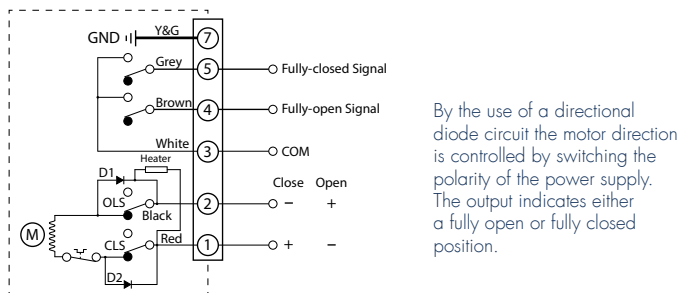 GND Y&G 7
Grey 5 Fully-closed Signal
Brown 4 Fully-open Signal
White 3 COM
Heater
D1
Close Open
OLS Black 2 − +
M
CLS Red 1 + −
D2
By the use of a directional
diode circuit the motor direction
is controlled by switching the
polarity of the power supply.
The output indicates either
a fully open or fully closed
position.